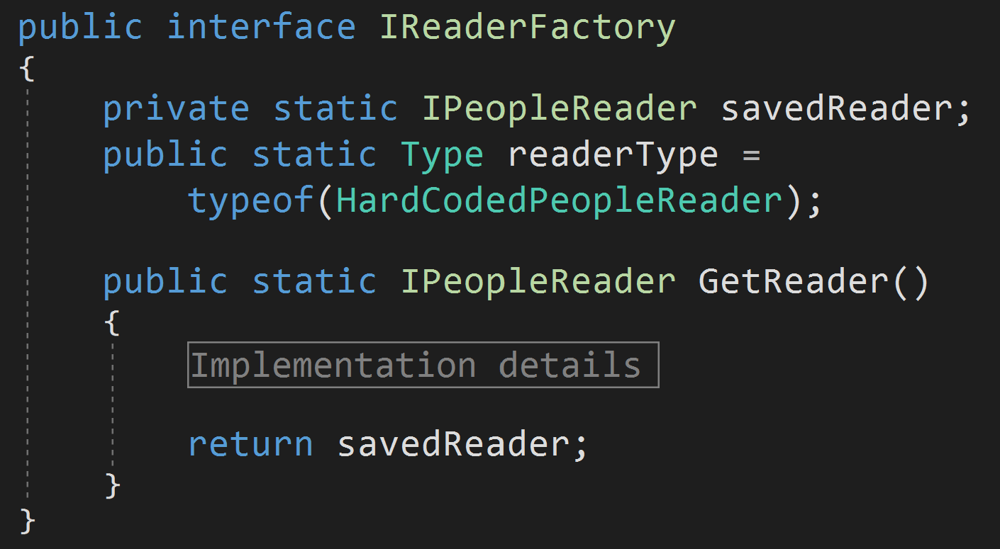 public interface IReaderFactory
{
private static IPeopleReader savedReader;
public static Type readerType =
typeof(HardCodedPeopleReader);
public static IPeopleReader GetReader()
{
Implementation details
return savedReader;
}
}